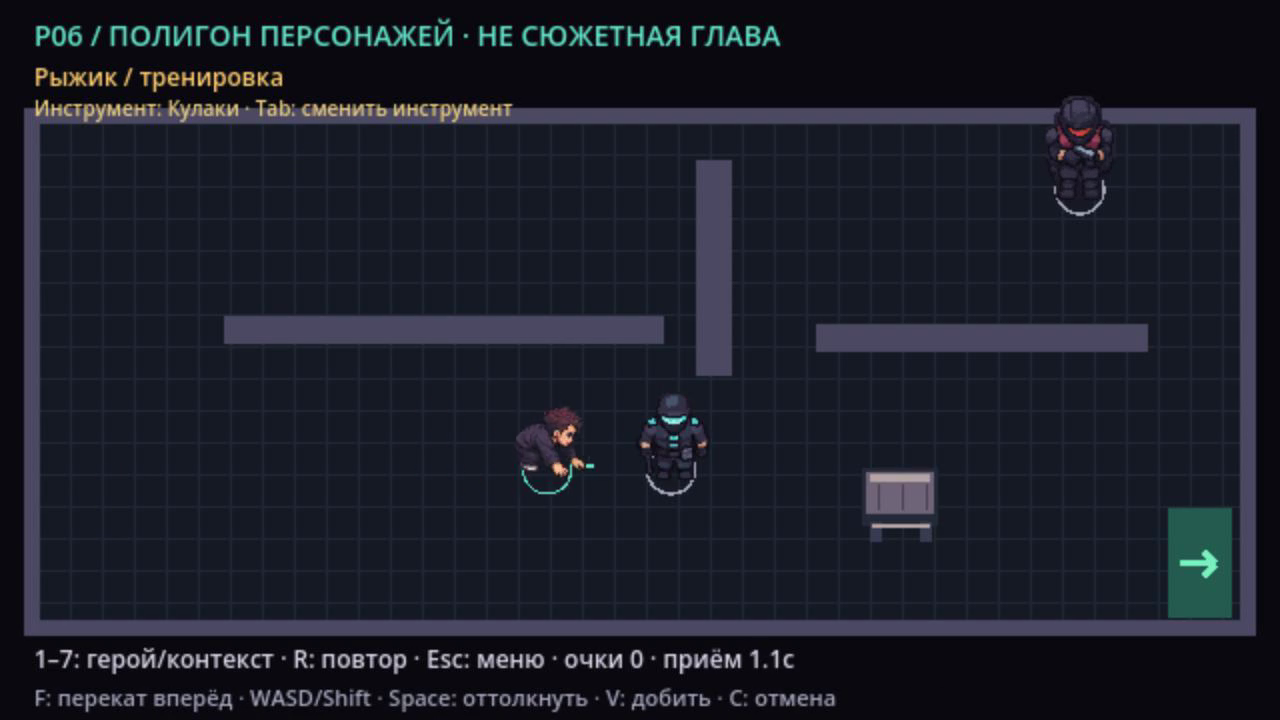 P06 / ПОЛИГОН ПЕРСОНАЖЕЙ · НЕ СЮЖЕТНАЯ ГЛАВА
Рыжик / тренировка
Инструмент: Кулаки · Tab: сменить инструмент
→
1–7: герой/контекст · R: повтор · Esc: меню · очки 0 · приём 1.1с
F: перекат вперёд · WASD/Shift · Space: оттолкнуть · V: добить · C: отмена